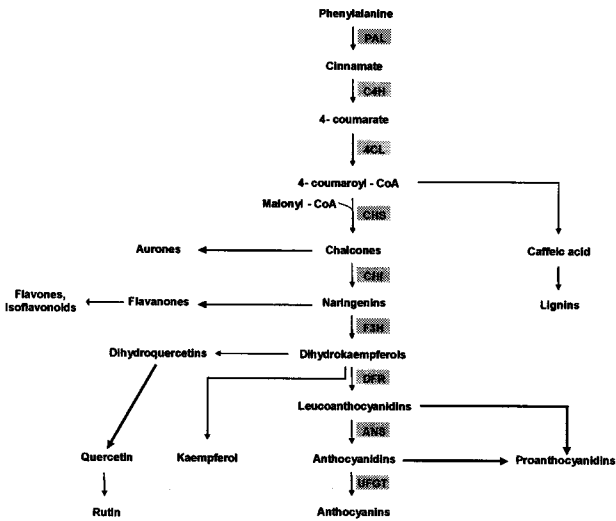 Phenylalanine
PAL
Cinnamate
C4H
4- coumarate
4CL
4- coumaroyl - CoA
Malonyl - CoA
CHS
Aurones
Chalcones
Caffeic acid
CHI
Flavones,
Isoflavonoids
Flavanones
Naringenins
Lignins
F3H
Dihydroquercetins
Dihydrokaempferols
DFR
Leucoanthocyanidins
ANS
Quercetin
Kaempferol
Anthocyanidins
Proanthocyanidins
UFGT
Rutin
Anthocyanins